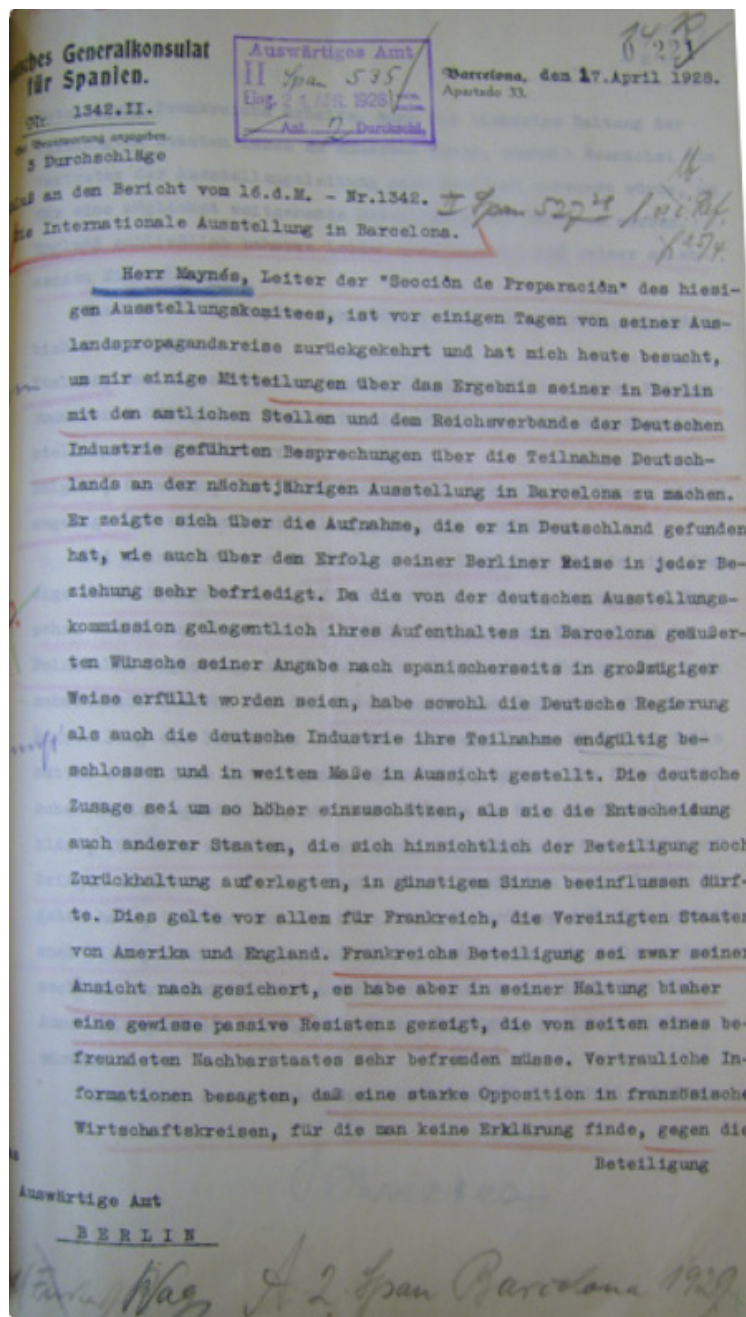 sches Generalkonsulat
für Spanien.
Nr. 1342.II.
3 Durchschläge
Auswärtiges Amt
II Span 535
Eing. 21 APR. 1928
Anl. Durchschl.
Barcelona, den 17.April 1928.
Apartado 33.
an den Bericht vom 16.d.M. - Nr.1342.
II Span 527
die Internationale Ausstellung in Barcelona.
Herr Maynés, Leiter der "Sección de Preparación" des hiesi-
gen Ausstellungskomitees, ist vor einigen Tagen von seiner Aus-
landspropagandareise zurückgekehrt und hat mich heute besucht,
um mir einige Mitteilungen über das Ergebnis seiner in Berlin
mit den amtlichen Stellen und dem Reichsverbande der Deutschen
Industrie geführten Besprechungen über die Teilnahme Deutsch-
lands an der nächstjährigen Ausstellung in Barcelona zu machen.
Er zeigte sich über die Aufnahme, die er in Deutschland gefunden
hat, wie auch über den Erfolg seiner Berliner Reise in jeder Be-
ziehung sehr befriedigt. Da die von der deutschen Ausstellungs-
kommission gelegentlich ihres Aufenthaltes in Barcelona geäußer-
ten Wünsche seiner Angabe nach spanischerseits in großzügiger
Weise erfüllt worden seien, habe sowohl die Deutsche Regierung
als auch die deutsche Industrie ihre Teilnahme endgültig be-
schlossen und in weitem Maße in Aussicht gestellt. Die deutsche
Zusage sei um so höher einzuschätzen, als sie die Entscheidung
auch anderer Staaten, die sich hinsichtlich der Beteiligung noch
Zurückhaltung auferlegten, in günstigem Sinne beeinflussen dürf-
te. Dies gelte vor allem für Frankreich, die Vereinigten Staaten
von Amerika und England. Frankreichs Beteiligung sei zwar seiner
Ansicht nach gesichert, es habe aber in seiner Haltung bisher
eine gewisse passive Resistenz gezeigt, die von seiten eines be-
freundeten Nachbarstaates sehr befremden müsse. Vertrauliche In-
formationen besagten, daß eine starke Opposition in französische
Wirtschaftskreisen, für die man keine Erklärung finde, gegen die
Beteiligung
Auswärtige Amt
BERLIN
A 2 Span Barcelona 1929